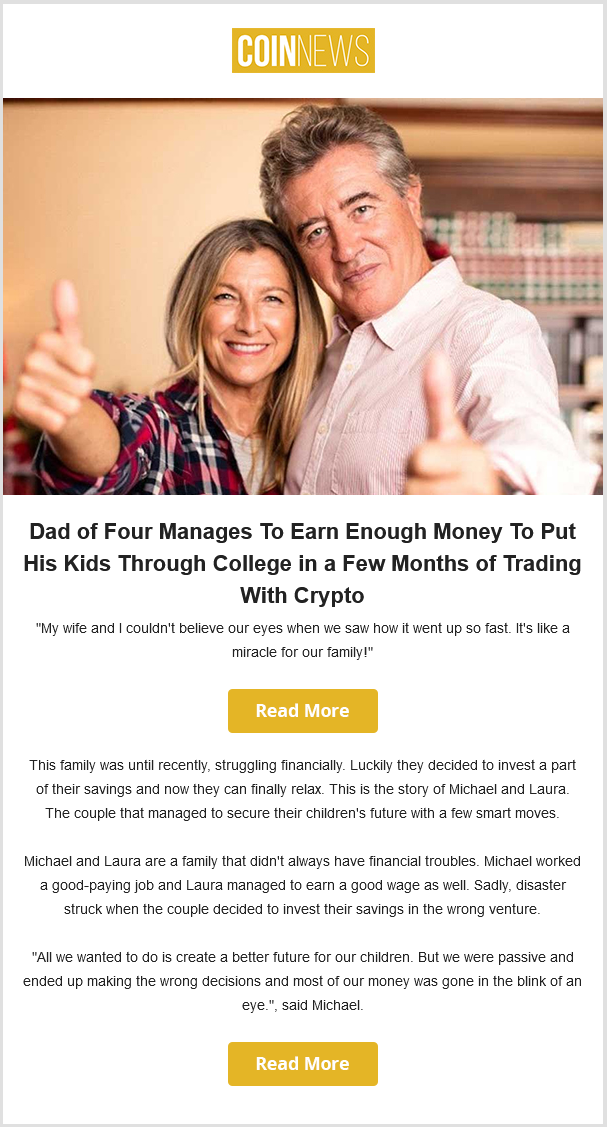 COINNEWS
Dad of Four Manages To Earn Enough Money To Put
His Kids Through College in a Few Months of Trading
With Crypto
"My wife and I couldn't believe our eyes when we saw how it went up so fast. It's like a
miracle for our family!"
Read More
This family was until recently, struggling financially. Luckily they decided to invest a part
of their savings and now they can finally relax. This is the story of Michael and Laura.
The couple that managed to secure their children's future with a few smart moves.
Michael and Laura are a family that didn't always have financial troubles. Michael worked
a good-paying job and Laura managed to earn a good wage as well. Sadly, disaster
struck when the couple decided to invest their savings in the wrong venture.
"All we wanted to do is create a better future for our children. But we were passive and
ended up making the wrong decisions and most of our money was gone in the blink of an
eye.", said Michael.
Read More